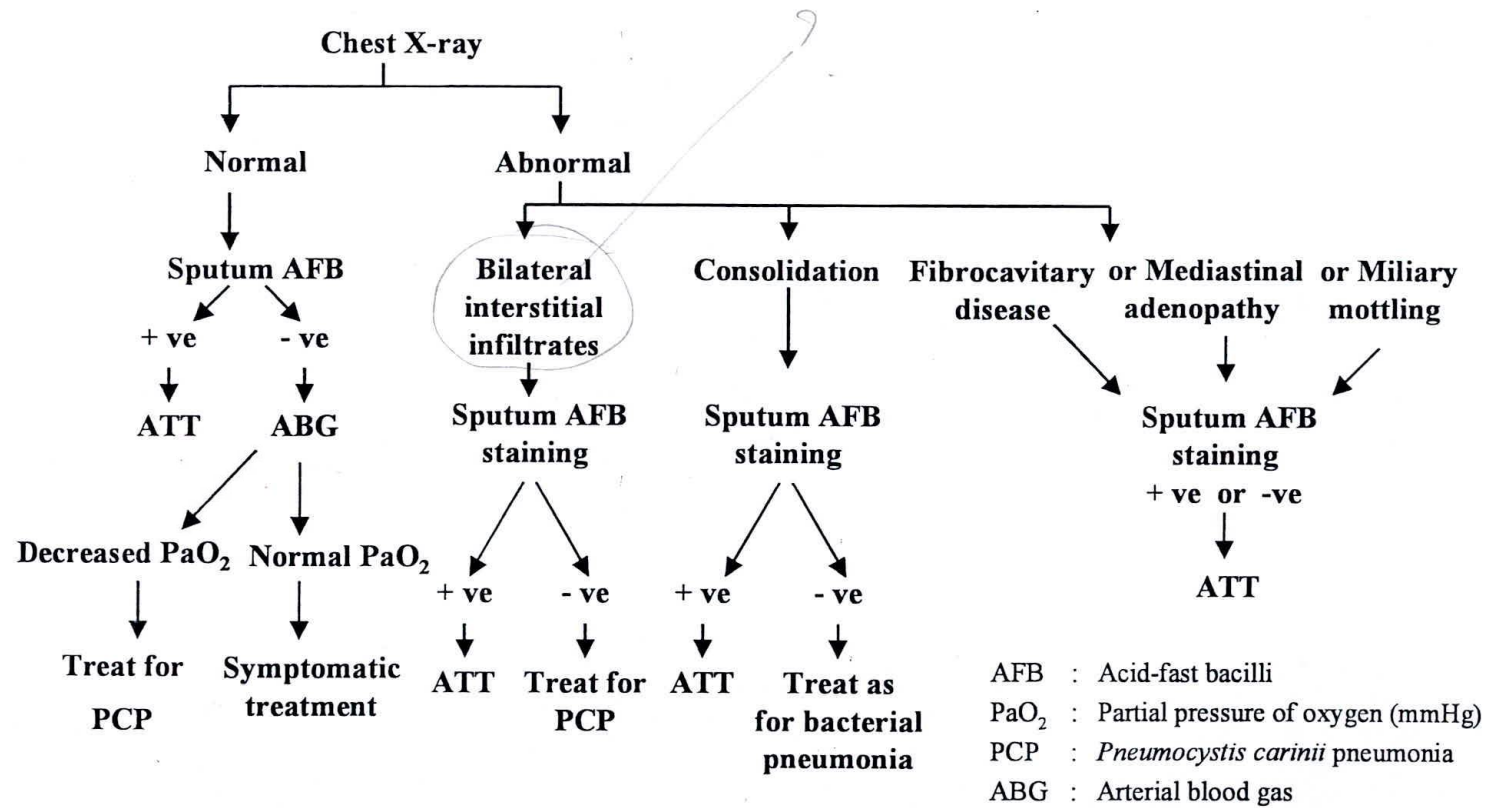 Chest X-ray
Normal
Abnormal
Sputum AFB
+ ve
- ve
ATT
ABG
Decreased PaO₂
Normal PaO₂
Treat for
PCP
Symptomatic
treatment
Bilateral
interstitial
infiltrates
Sputum AFB
staining
+ ve
- ve
ATT
Treat for
PCP
Consolidation
Sputum AFB
staining
+ ve
- ve
ATT
Treat as
for bacterial
pneumonia
Fibrocavitary or Mediastinal or Miliary
disease adenopathy mottling
Sputum AFB
staining
+ ve or -ve
ATT
AFB : Acid-fast bacilli
PaO₂ : Partial pressure of oxygen (mmHg)
PCP : Pneumocystis carinii pneumonia
ABG : Arterial blood gas